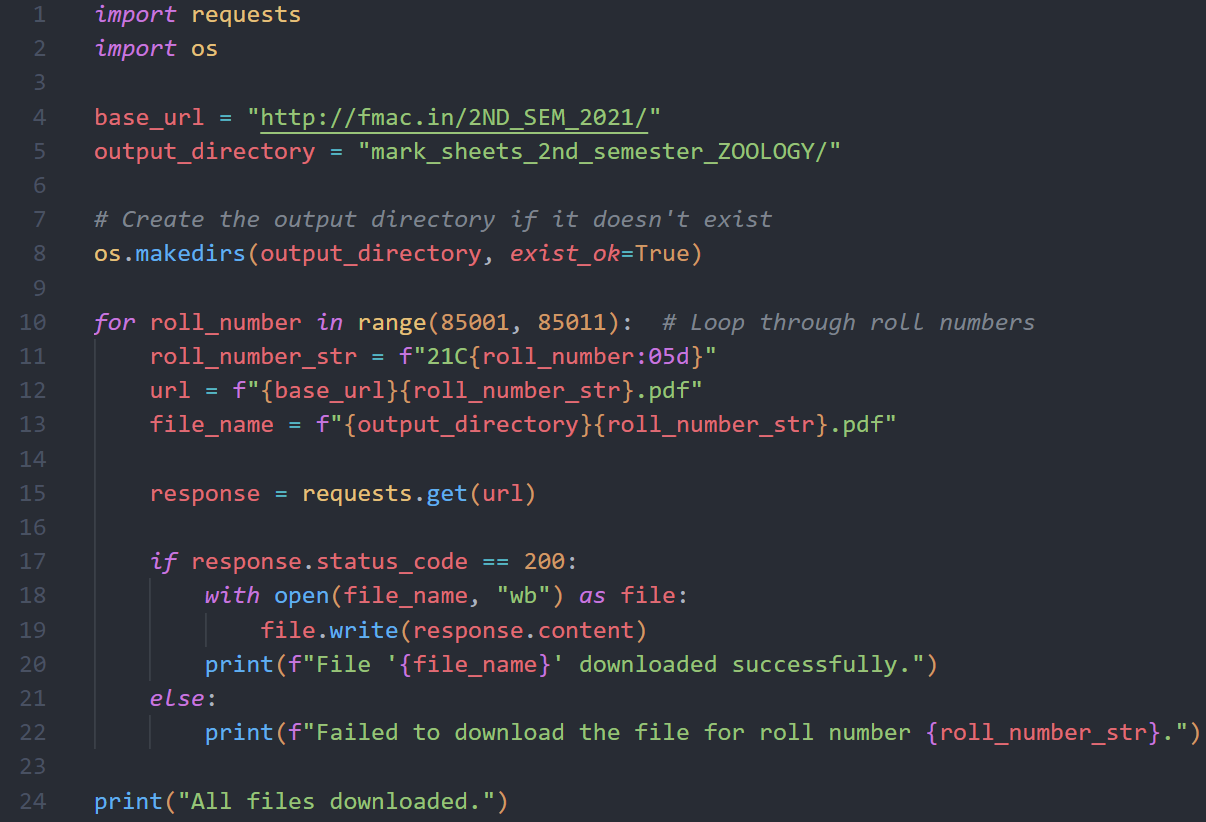 1 import requests
2 import os
3
4 base_url = "http://fmac.in/2ND_SEM_2021/"
5 output_directory = "mark_sheets_2nd_semester_ZOOLOGY/"
6
7 # Create the output directory if it doesn't exist
8 os.makedirs(output_directory, exist_ok=True)
9
10 for roll_number in range(85001, 85011):  # Loop through roll numbers
11     roll_number_str = f"21C{roll_number:05d}"
12     url = f"{base_url}{roll_number_str}.pdf"
13     file_name = f"{output_directory}{roll_number_str}.pdf"
14
15     response = requests.get(url)
16
17     if response.status_code == 200:
18         with open(file_name, "wb") as file:
19             file.write(response.content)
20         print(f"File '{file_name}' downloaded successfully.")
21     else:
22         print(f"Failed to download the file for roll number {roll_number_str}.")
23
24 print("All files downloaded.")